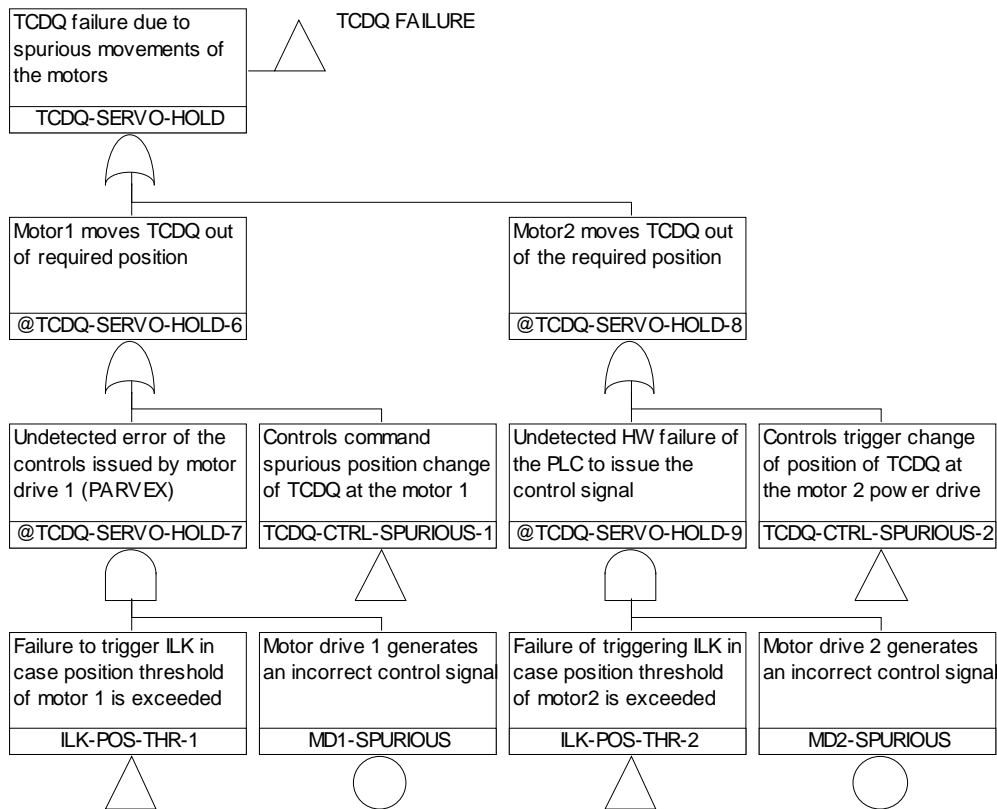 TCDQ failure due to
spurious movements of
the motors
TCDQ-SERVO-HOLD
TCDQ FAILURE
Motor1 moves TCDQ out
of required position
@TCDQ-SERVO-HOLD-6
Motor2 moves TCDQ out
of the required position
@TCDQ-SERVO-HOLD-8
Undetected error of the
controls issued by motor
drive 1 (PARVEX)
@TCDQ-SERVO-HOLD-7
Controls command
spurious position change
of TCDQ at the motor 1
TCDQ-CTRL-SPURIOUS-1
Undetected HW failure of
the PLC to issue the
control signal
@TCDQ-SERVO-HOLD-9
Controls trigger change
of position of TCDQ at
the motor 2 power drive
TCDQ-CTRL-SPURIOUS-2
Failure to trigger ILK in
case position threshold
of motor 1 is exceeded
ILK-POS-THR-1
Motor drive 1 generates
an incorrect control signal
MD1-SPURIOUS
Failure of triggering ILK in
case position threshold
of motor2 is exceeded
ILK-POS-THR-2
Motor drive 2 generates
an incorrect control signal
MD2-SPURIOUS